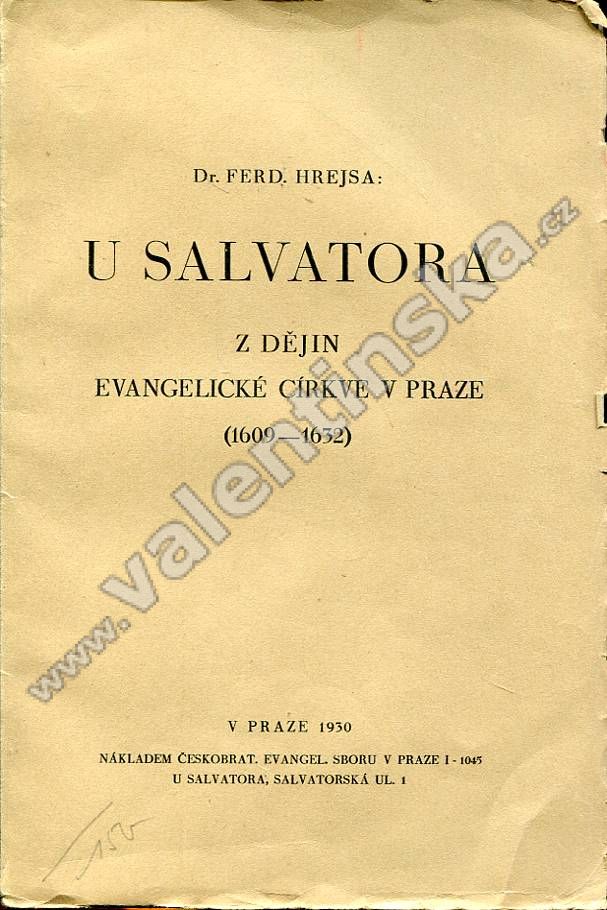 Dr. FERD. HREJSA:
U SALVATORA
Z DĚJIN
EVANGELICKÉ CÍRKVE V PRAZE
(1609—1632)
www.valentinska.cz
V PRAZE 1930
NÁKLADEM ČESKOBRAT. EVANGEL. SBORU V PRAZE I - 1045
U SALVATORA, SALVATORSKÁ UL. 1